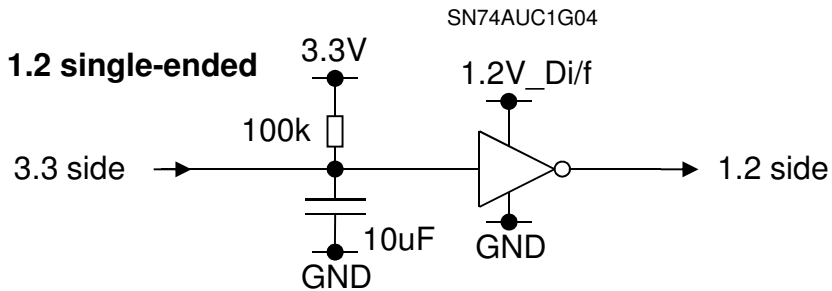 SN74AUC1G04
1.2 single-ended
3.3V
1.2V_Di/f
100k
3.3 side
1.2 side
10uF
GND
GND